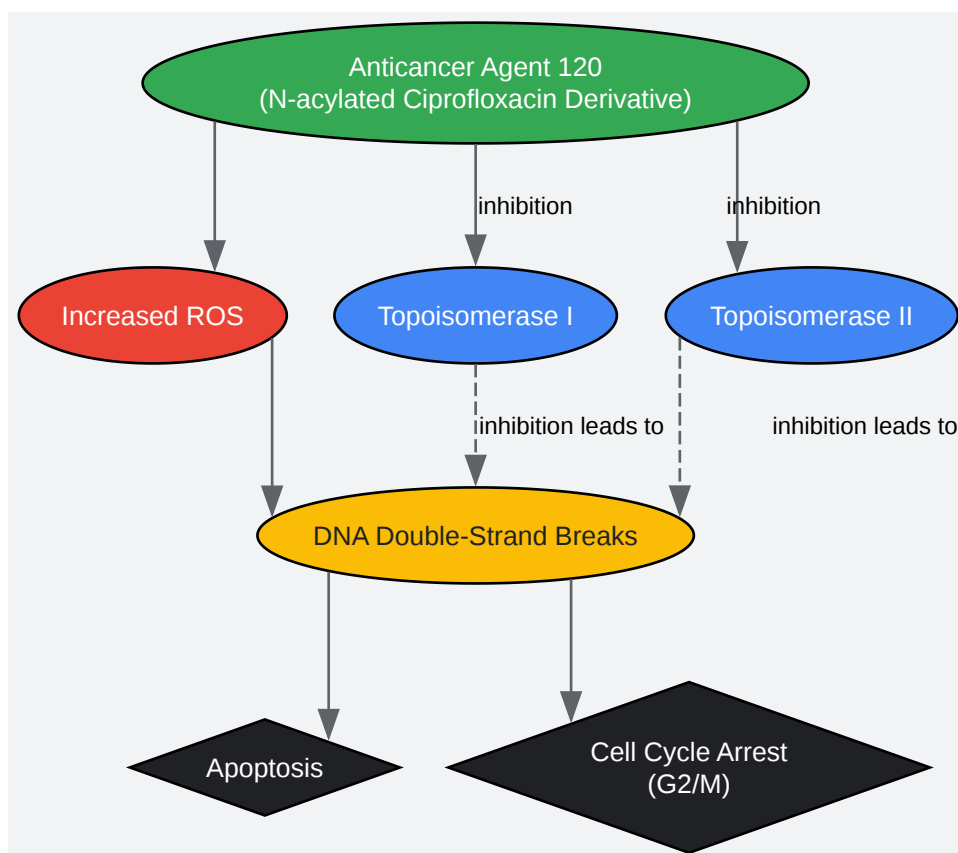 Anticancer Agent 120
(N-acylated Ciprofloxacin Derivative)
inhibition
inhibition
Increased ROS
Topoisomerase I
Topoisomerase II
inhibition leads to
inhibition leads to
DNA Double-Strand Breaks
Apoptosis
Cell Cycle Arrest
(G2/M)